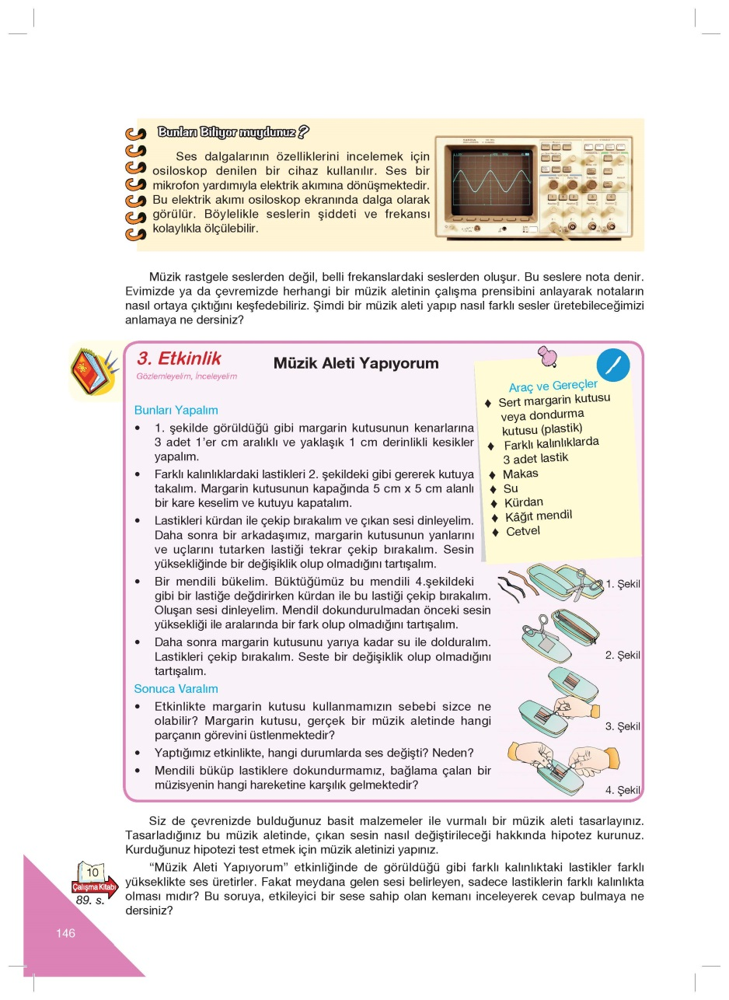 Bunları Biliyor muydunuz?
Ses dalgalarının özelliklerini incelemek için
osiloskop denilen bir cihaz kullanılır. Ses bir
mikrofon yardımıyla elektrik akımına dönüşmektedir.
Bu elektrik akımı osiloskop ekranında dalga olarak
görülür. Böylelikle seslerin şiddeti ve frekansı
kolaylıkla ölçülebilir.
Müzik rastgele seslerden değil, belli frekanslardaki seslerden oluşur. Bu seslere nota denir.
Evimizde ya da çevremizde herhangi bir müzik aletinin çalışma prensibini anlayarak notaların
nasıl ortaya çıktığını keşfedebiliriz. Şimdi bir müzik aleti yapıp nasıl farklı sesler üretebileceğimizi
anlamaya ne dersiniz?
3. Etkinlik
Gözlemleyelim, İnceleyelim
Müzik Aleti Yapıyorum
Araç ve Gereçler
♦ Sert margarin kutusu
veya dondurma
kutusu (plastik)
♦ Farklı kalınlıklarda
3 adet lastik
♦ Makas
♦ Su
♦ Kürdan
♦ Kâğıt mendil
♦ Cetvel
Bunları Yapalım
• 1. şekilde görüldüğü gibi margarin kutusunun kenarlarına
3 adet 1’er cm aralıklı ve yaklaşık 1 cm derinlikli kesikler
yapalım.
• Farklı kalınlıklardaki lastikleri 2. şekildeki gibi gererek kutuya
takalım. Margarin kutusunun kapağında 5 cm x 5 cm alanlı
bir kare keselim ve kutuyu kapatalım.
• Lastikleri kürdan ile çekip bırakalım ve çıkan sesi dinleyelim.
Daha sonra bir arkadaşımız, margarin kutusunun yanlarını
ve uçlarını tutarken lastiği tekrar çekip bırakalım. Sesin
yüksekliğinde bir değişiklik olup olmadığını tartışalım.
• Bir mendili bükelim. Büktüğümüz bu mendili 4.şekildeki
gibi bir lastiğe değdirirken kürdan ile bu lastiği çekip bırakalım.
Oluşan sesi dinleyelim. Mendil dokundurulmadan önceki sesin
yüksekliği ile aralarında bir fark olup olmadığını tartışalım.
• Daha sonra margarin kutusunu yarıya kadar su ile dolduralım.
Lastikleri çekip bırakalım. Seste bir değişiklik olup olmadığını
tartışalım.
1. Şekil
2. Şekil
3. Şekil
4. Şekil
Sonuca Varalım
• Etkinlikte margarin kutusu kullanmamızın sebebi sizce ne
olabilir? Margarin kutusu, gerçek bir müzik aletinde hangi
parçanın görevini üstlenmektedir?
• Yaptığımız etkinlikte, hangi durumlarda ses değişti? Neden?
• Mendili büküp lastiklere dokundurmamız, bağlama çalan bir
müzisyenin hangi hareketine karşılık gelmektedir?
Siz de çevrenizde bulduğunuz basit malzemeler ile vurmalı bir müzik aleti tasarlayınız.
Tasarladığınız bu müzik aletinde, çıkan sesin nasıl değiştirileceği hakkında hipotez kurunuz.
Kurduğunuz hipotezi test etmek için müzik aletinizi yapınız.
“Müzik Aleti Yapıyorum” etkinliğinde de görüldüğü gibi farklı kalınlıktaki lastikler farklı
yükseklikte ses üretirler. Fakat meydana gelen sesi belirleyen, sadece lastiklerin farklı kalınlıkta
olması mıdır? Bu soruya, etkileyici bir sese sahip olan kemanı inceleyerek cevap bulmaya ne
dersiniz?
10
Çalışma Kitabı
89. s.
146